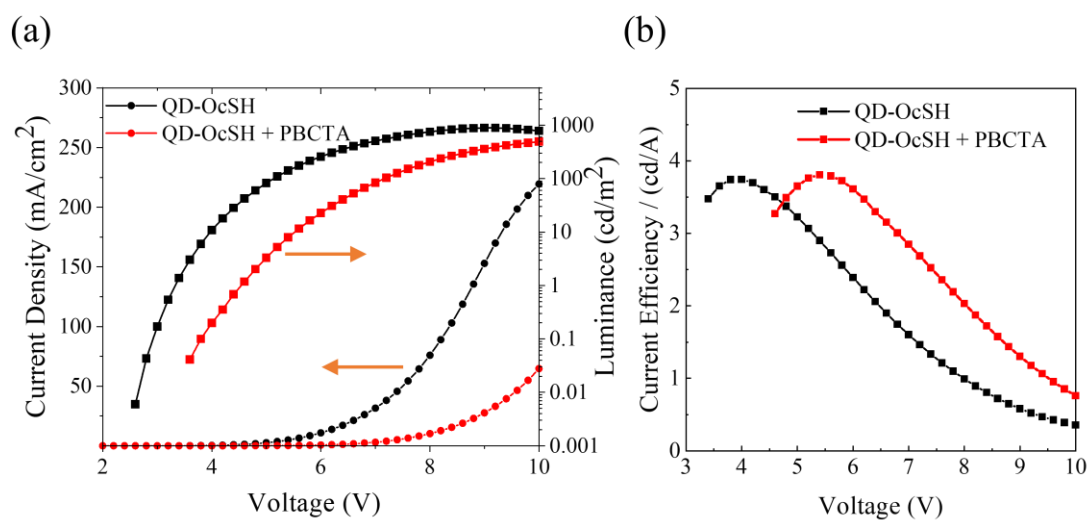 (a)
(b)
QD-OcSH
QD-OcSH + PBCTA
300
250
200
150
100
50
Current Density (mA/cm²)
1000
100
10
1
0.1
0.01
0.001
Luminance (cd/m²)
2
4
6
8
10
Voltage (V)
QD-OcSH
QD-OcSH + PBCTA
5
4
3
2
1
0
Current Efficiency / (cd/A)
3
4
5
6
7
8
9
10
Voltage (V)